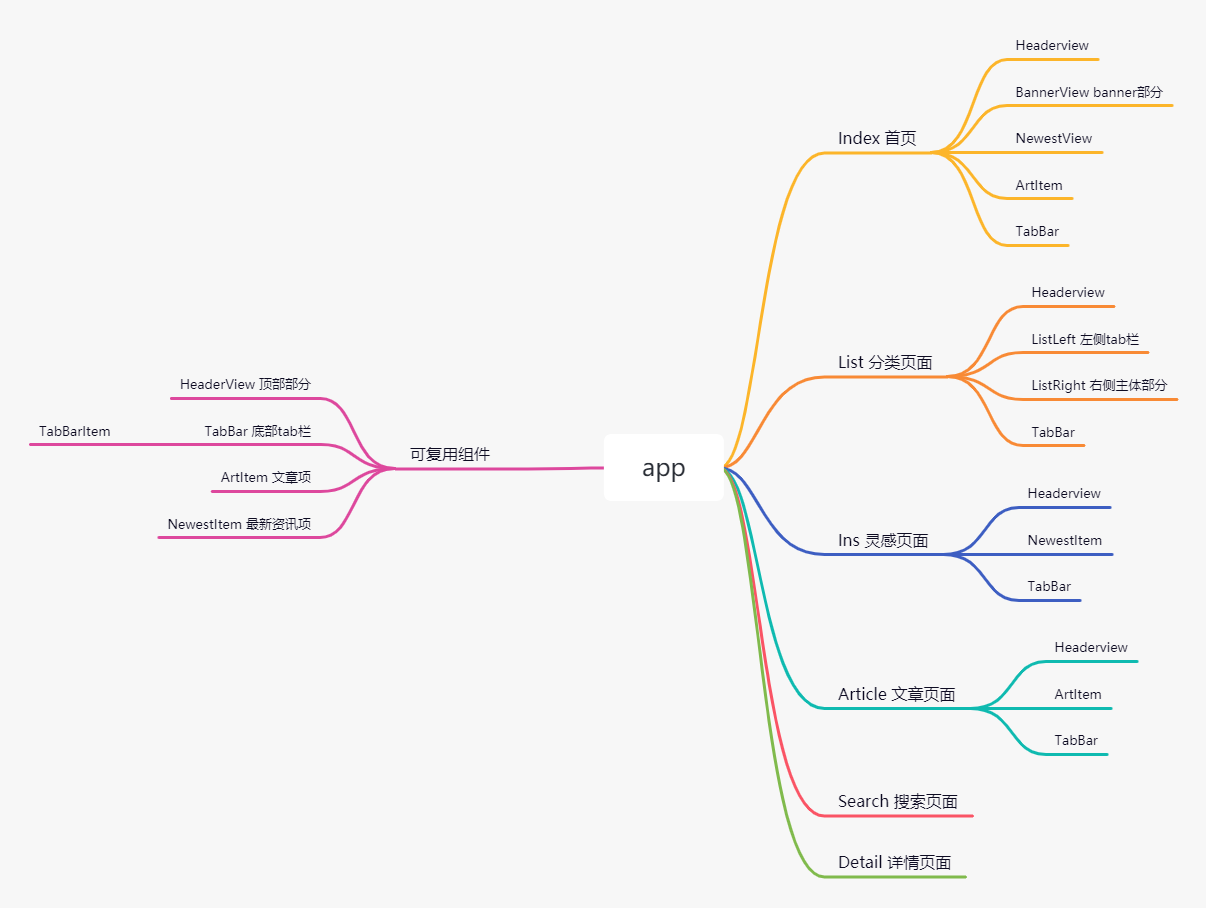 app
Index 首页
Headerview
BannerView banner部分
NewestView
ArtItem
TabBar
List 分类页面
Headerview
ListLeft 左侧tab栏
ListRight 右侧主体部分
TabBar
Ins 灵感页面
Headerview
NewestItem
TabBar
Article 文章页面
Headerview
ArtItem
TabBar
Search 搜索页面
Detail 详情页面
可复用组件
HeaderView 顶部部分
TabBar 底部tab栏
TabBarItem
ArtItem 文章项
NewestItem 最新资讯项